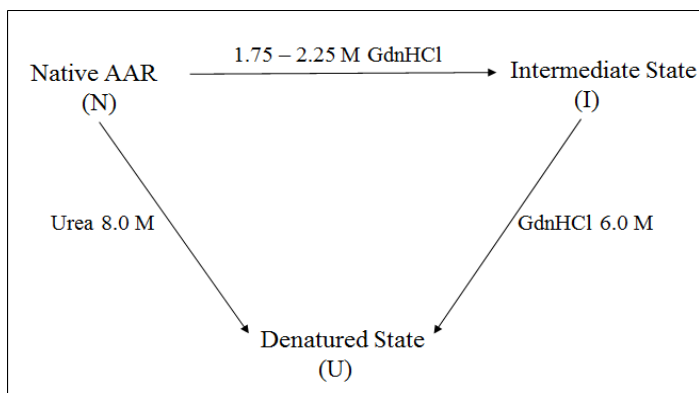 1.75 – 2.25 M GdnHCl
Native AAR
(N)
Intermediate State
(I)
Urea 8.0 M
GdnHCl 6.0 M
Denatured State
(U)